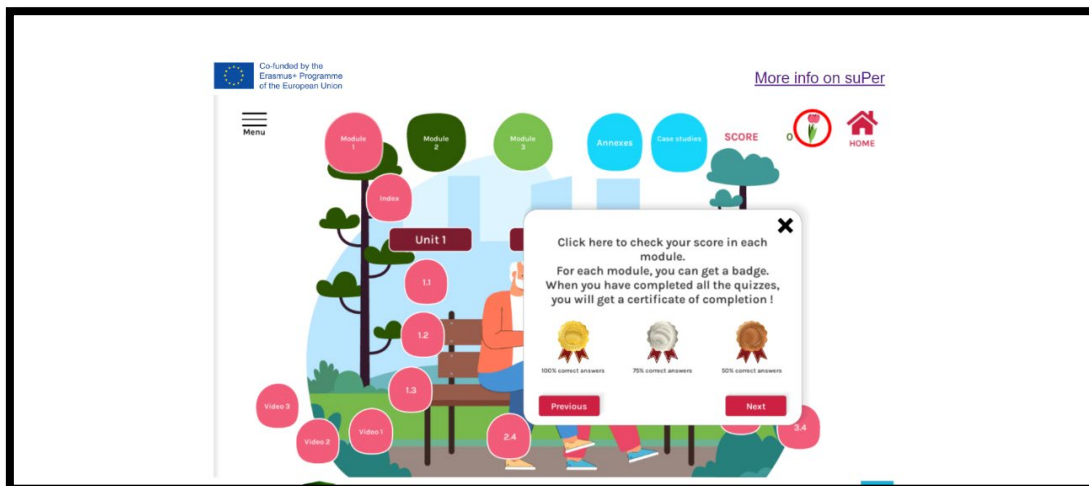 Co-funded by the
Erasmus+ Programme
of the European Union
More info on suPer
Menu
Module
1
Module
2
Module
3
Annexes
Case studies
SCORE
0
HOME
Index
Unit 1
Click here to check your score in each
module.
For each module, you can get a badge.
When you have completed all the quizzes,
you will get a certificate of completion !
1.1
1.2
100% correct answers
75% correct answers
50% correct answers
1.3
Previous
Next
Video 3
Video 2
Video 1
2.4
3.4